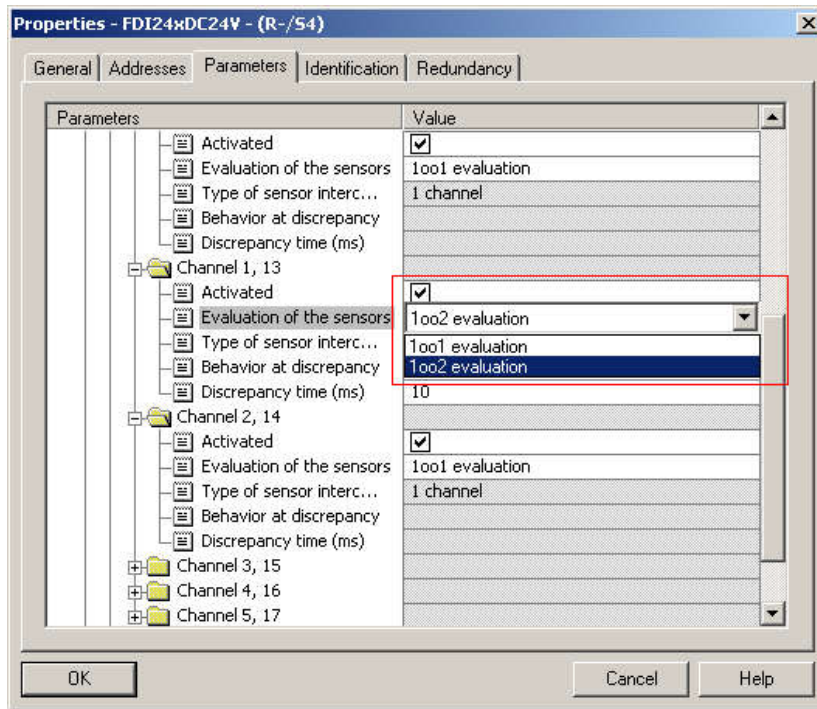 Properties - FDI24xDC24V - (R-/S4)
General Addresses Parameters Identification Redundancy
Parameters Value
Activated
Evaluation of the sensors 1oo1 evaluation
Type of sensor interc... 1 channel
Behavior at discrepancy
Discrepancy time (ms)
Channel 1, 13
Activated
Evaluation of the sensors 1oo2 evaluation
Type of sensor interc... 1oo1 evaluation
Behavior at discrepancy 1oo2 evaluation
Discrepancy time (ms) 10
Channel 2, 14
Activated
Evaluation of the sensors 1oo1 evaluation
Type of sensor interc... 1 channel
Behavior at discrepancy
Discrepancy time (ms)
Channel 3, 15
Channel 4, 16
Channel 5, 17
OK Cancel Help